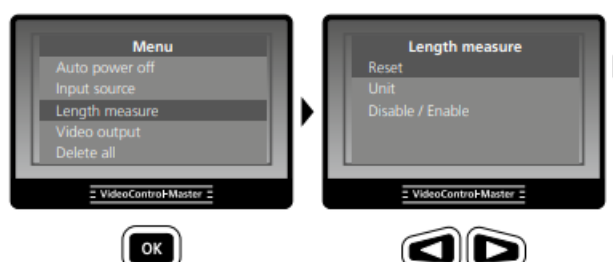 Menu
Auto power off
Input source
Length measure
Video output
Delete all
VideoControl-Master
OK
Length measure
Reset
Unit
Disable / Enable
VideoControl-Master